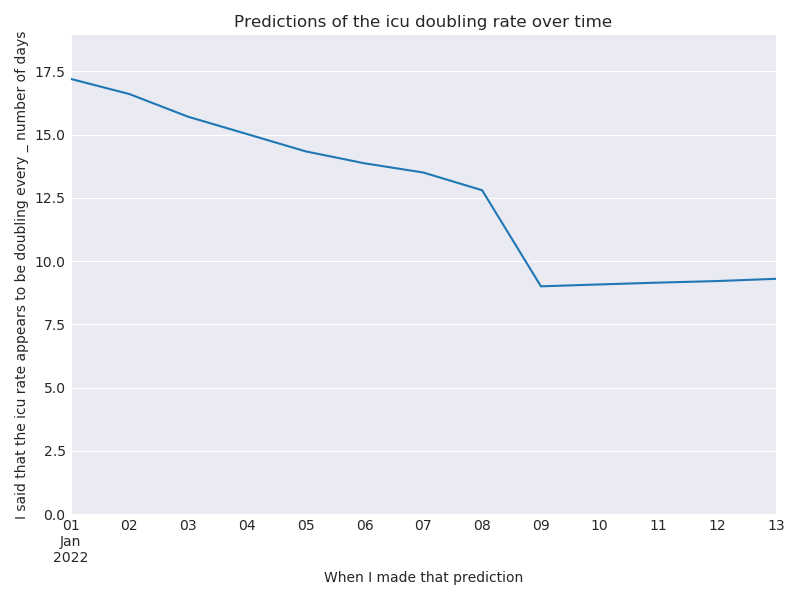 Predictions of the icu doubling rate over time
I said that the icu rate appears to be doubling every _ number of days
17.5
15.0
12.5
10.0
7.5
5.0
2.5
0.0
01 02 03 04 05 06 07 08 09 10 11 12 13
Jan
2022
When I made that prediction